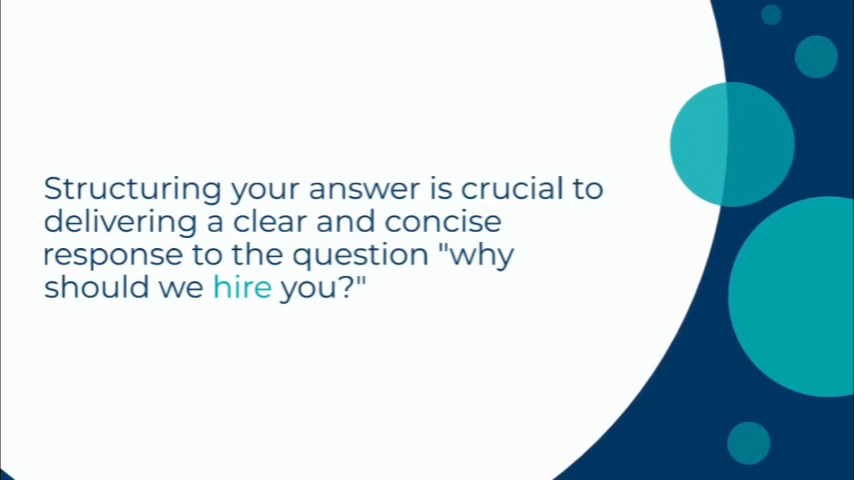 Structuring your answer is crucial to
delivering a clear and concise
response to the question "why
should we hire you?"